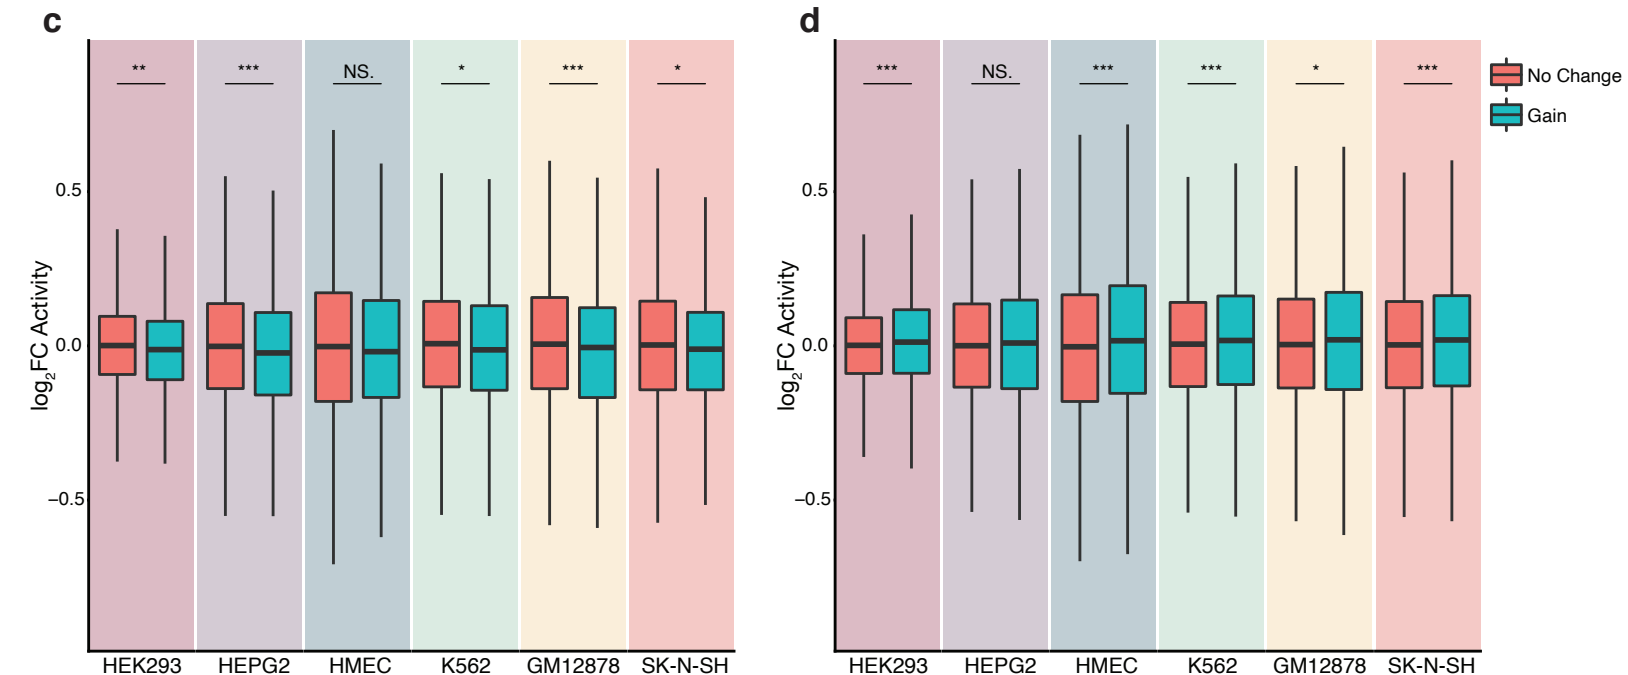 c
** *** NS. * *** *
0.5
0.0
−0.5
log₂FC Activity
HEK293 HEPG2 HMEC K562 GM12878 SK-N-SH
d
*** NS. *** *** * ***
0.5
0.0
−0.5
log₂FC Activity
HEK293 HEPG2 HMEC K562 GM12878 SK-N-SH
No Change
Gain